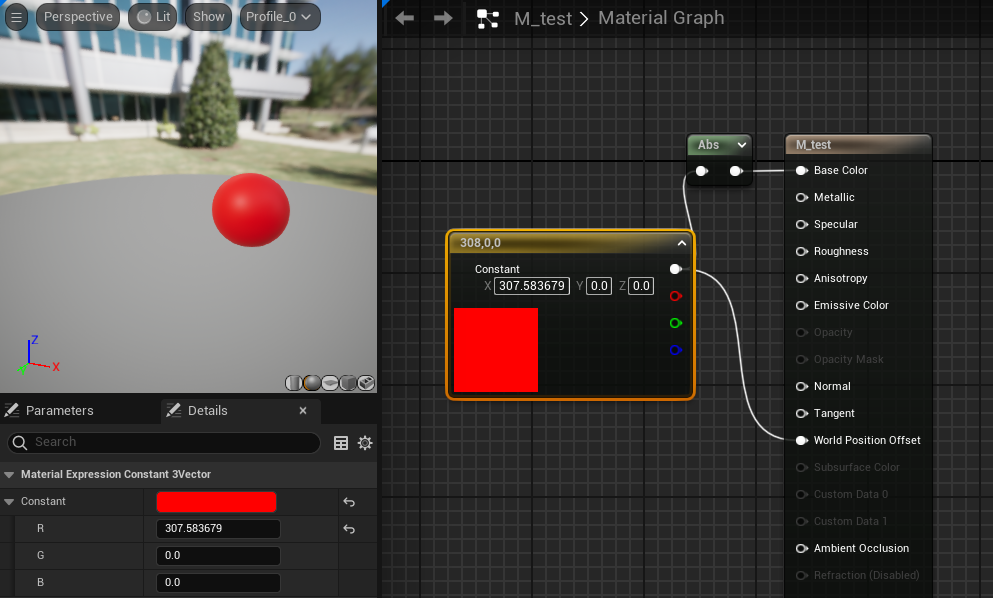 Perspective Lit Show Profile_0
M_test > Material Graph
Abs
M_test
Base Color
Metallic
Specular
Roughness
Anisotropy
Emissive Color
Opacity
Opacity Mask
Normal
Tangent
World Position Offset
Subsurface Color
Custom Data 0
Custom Data 1
Ambient Occlusion
Refraction (Disabled)
308,0,0
Constant
X 307.583679 Y 0.0 Z 0.0
Z
X
Parameters Details
Search
Material Expression Constant 3Vector
Constant
R 307.583679
G 0.0
B 0.0